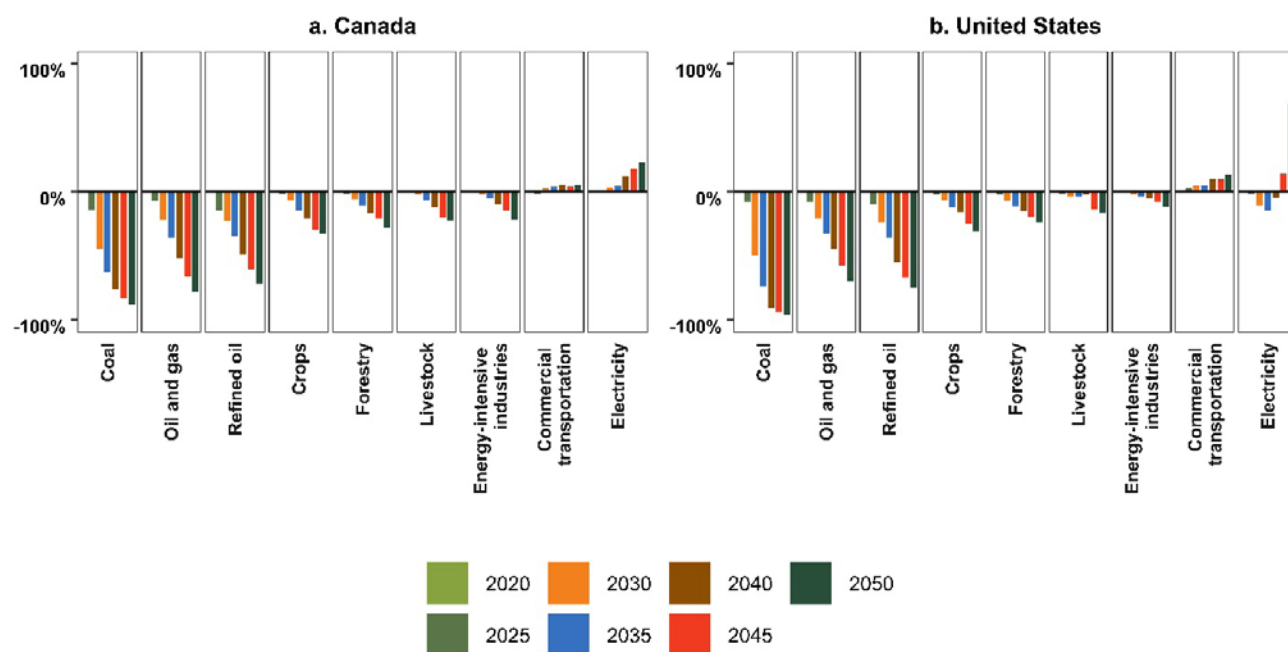 a. Canada
100%
0%
-100%
Coal
Oil and gas
Refined oil
Crops
Forestry
Livestock
Energy-intensive
industries
Commercial
transportation
Electricity
b. United States
100%
0%
-100%
Coal
Oil and gas
Refined oil
Crops
Forestry
Livestock
Energy-intensive
industries
Commercial
transportation
Electricity
2020
2030
2040
2050
2025
2035
2045